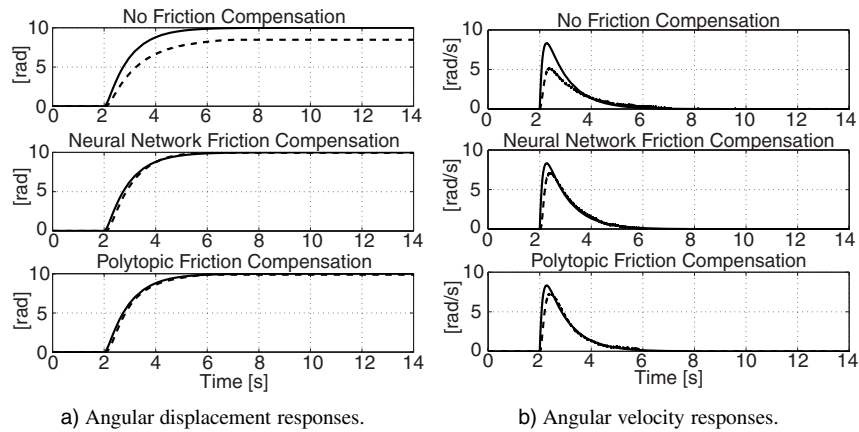 No Friction Compensation
[rad]
10
5
0
0 2 4 6 8 10 12 14
Neural Network Friction Compensation
[rad]
10
5
0
0 2 4 6 8 10 12 14
Polytopic Friction Compensation
[rad]
10
5
0
0 2 4 6 8 10 12 14
Time [s]
a) Angular displacement responses.
No Friction Compensation
[rad/s]
10
5
0
0 2 4 6 8 10 12 14
Neural Network Friction Compensation
[rad/s]
10
5
0
0 2 4 6 8 10 12 14
Polytopic Friction Compensation
[rad/s]
10
5
0
0 2 4 6 8 10 12 14
Time [s]
b) Angular velocity responses.